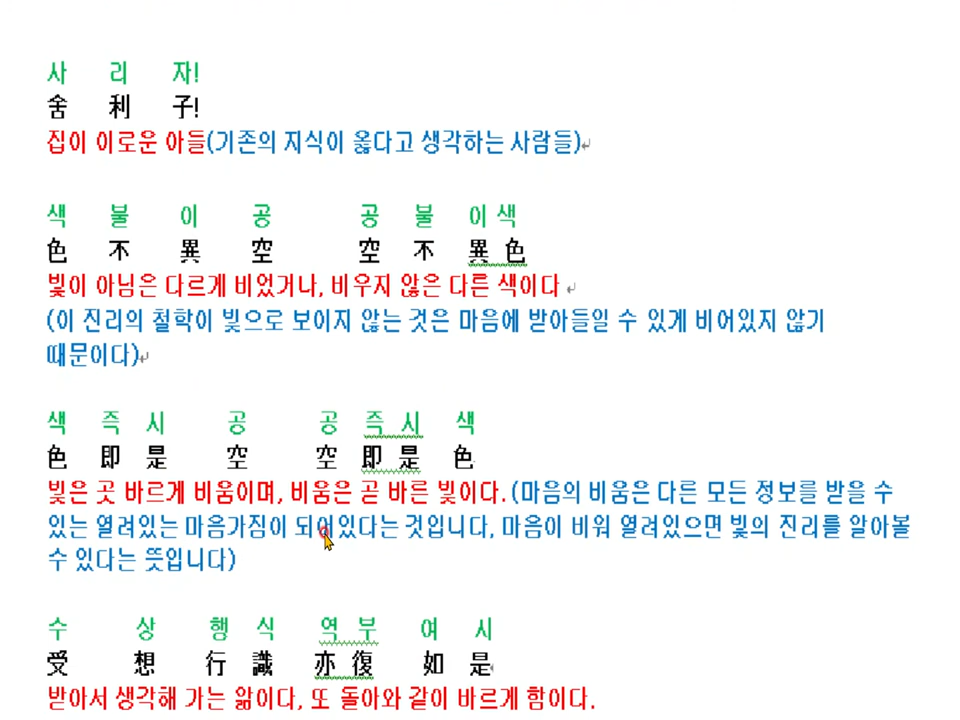 사 리 자!
舍 利 子!
집이 이로운 아들(기존의 지식이 옳다고 생각하는 사람들)
색 불 이 공 공 불 이 색
色 不 異 空 空 不 異 色
빛이 아님은 다르게 비었거나, 비우지 않은 다른 색이다
(이 진리의 철학이 빛으로 보이지 않는 것은 마음에 받아들일 수 있게 비어있지 않기
때문이다)
색 즉 시 공 공 즉 시 색
色 即 是 空 空 即 是 色
빛은 곳 바르게 비움이며, 비움은 곧 바른 빛이다. (마음의 비움은 다른 모든 정보를 받을 수
있는 열려있는 마음가짐이 되어있다는 것입니다, 마음이 비워 열려있으면 빛의 진리를 알아볼
수 있다는 뜻입니다)
수 상 행 식 역 부 여 시
受 想 行 識 亦 復 如 是
받아서 생각해 가는 앎이다, 또 돌아와 같이 바르게 함이다.